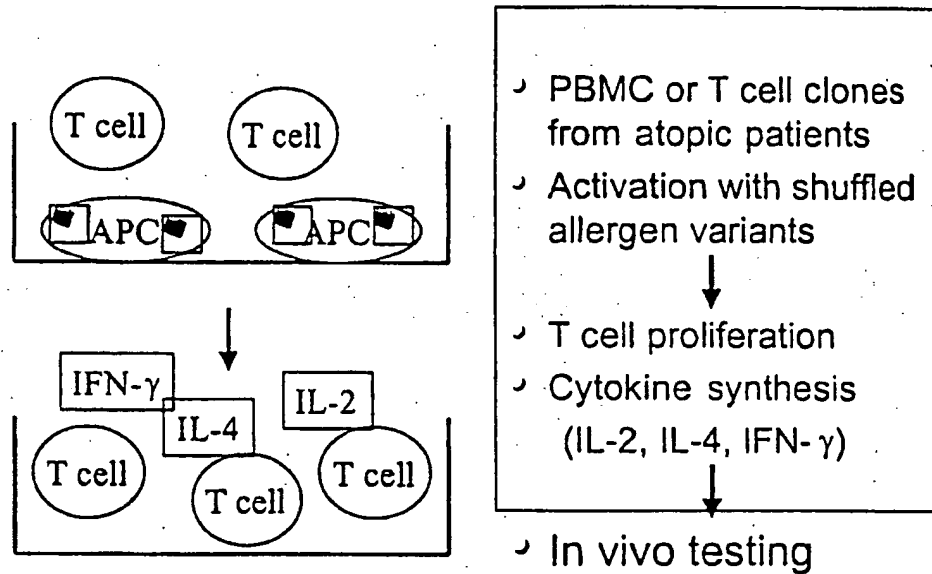 T cell
T cell
APC
APC
IFN-γ
IL-4
IL-2
T cell
T cell
T cell
PBMC or T cell clones
from atopic patients
Activation with shuffled
allergen variants
T cell proliferation
Cytokine synthesis
(IL-2, IL-4, IFN- γ)
In vivo testing